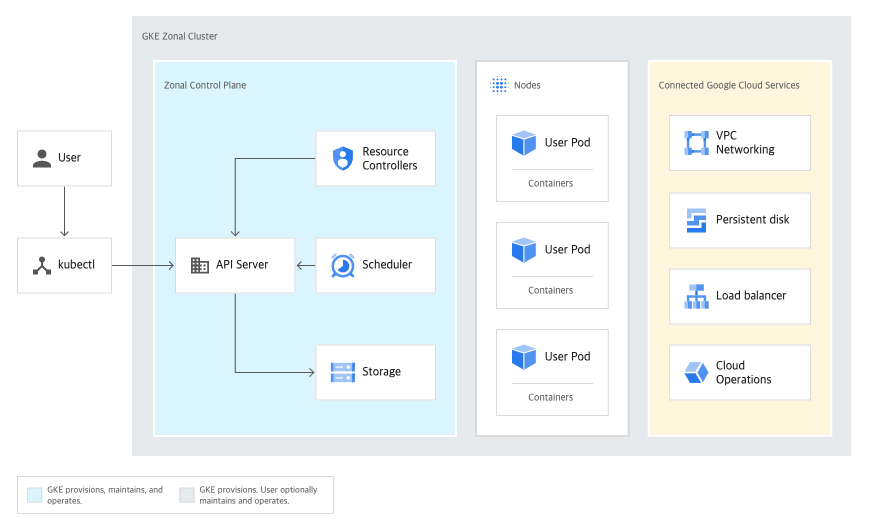 GKE Zonal Cluster
Zonal Control Plane
Nodes
Connected Google Cloud Services
User
kubectl
Resource
Controllers
API Server
Scheduler
Storage
User Pod
Containers
User Pod
Containers
User Pod
Containers
VPC
Networking
Persistent disk
Load balancer
Cloud
Operations
GKE provisions, maintains, and
operates.
GKE provisions. User optionally
maintains and operates.